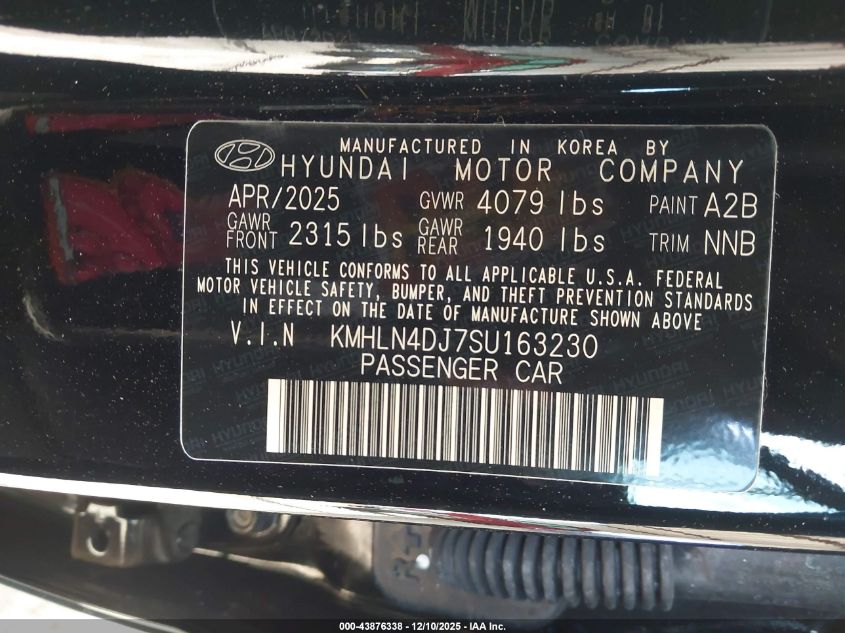 MANUFACTURED IN KOREA BY
HYUNDAI MOTOR COMPANY
APR/2025 GVWR 4079 lbs PAINT A2B
GAWR FRONT 2315 lbs GAWR REAR 1940 lbs TRIM NNB
THIS VEHICLE CONFORMS TO ALL APPLICABLE U.S.A. FEDERAL
MOTOR VEHICLE SAFETY, BUMPER, AND THEFT PREVENTION STANDARDS
IN EFFECT ON THE DATE OF MANUFACTURE SHOWN ABOVE
V.I.N KMHLN4DJ7SU163230
PASSENGER CAR
000-43876338 - 12/10/2025 - IAA Inc.